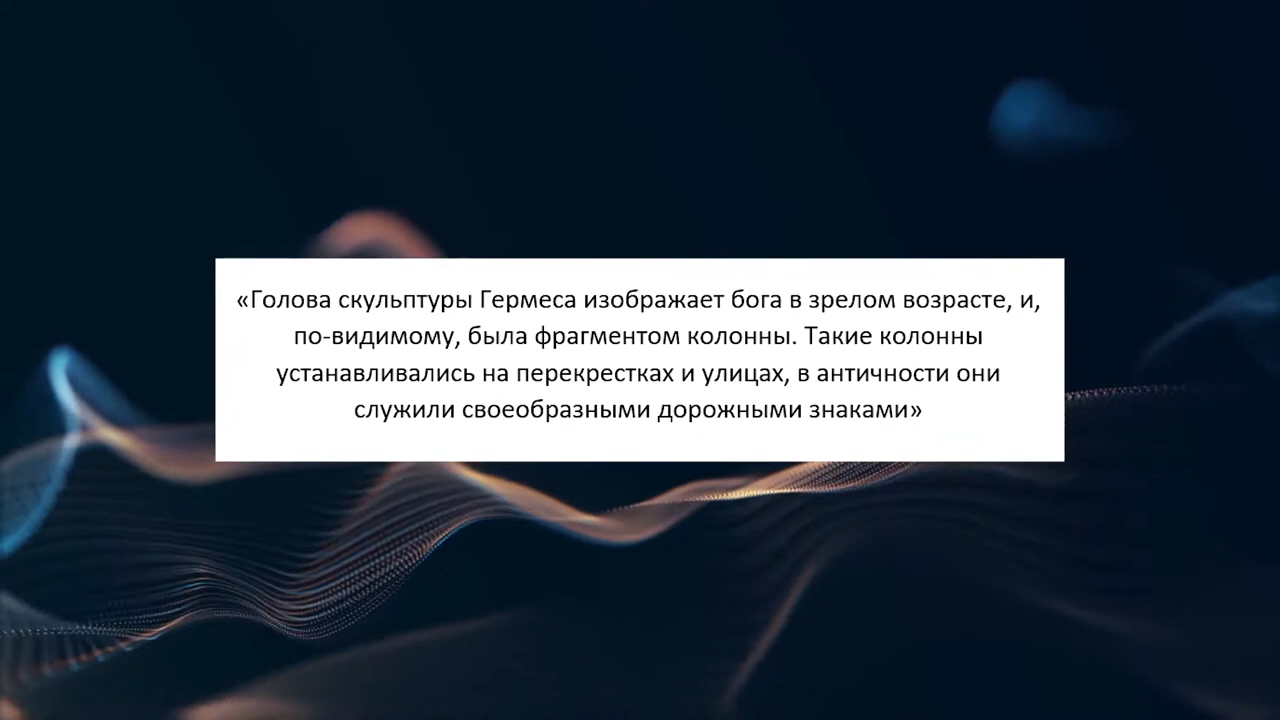 «Голова скульптуры Гермеса изображает бога в зрелом возрасте, и,
по-видимому, была фрагментом колонны. Такие колонны
устанавливались на перекрестках и улицах, в античности они
служили своеобразными дорожными знаками»